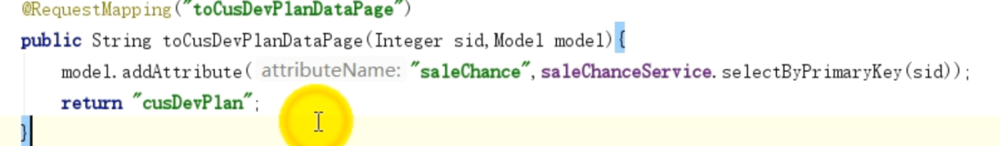 @RequestMapping("toCusDevPlanDataPage")
public String toCusDevPlanDataPage(Integer sid,Model model){
model.addAttribute( attributeName: "saleChance",saleChanceService.selectByPrimaryKey(sid));
return "cusDevPlan";
}